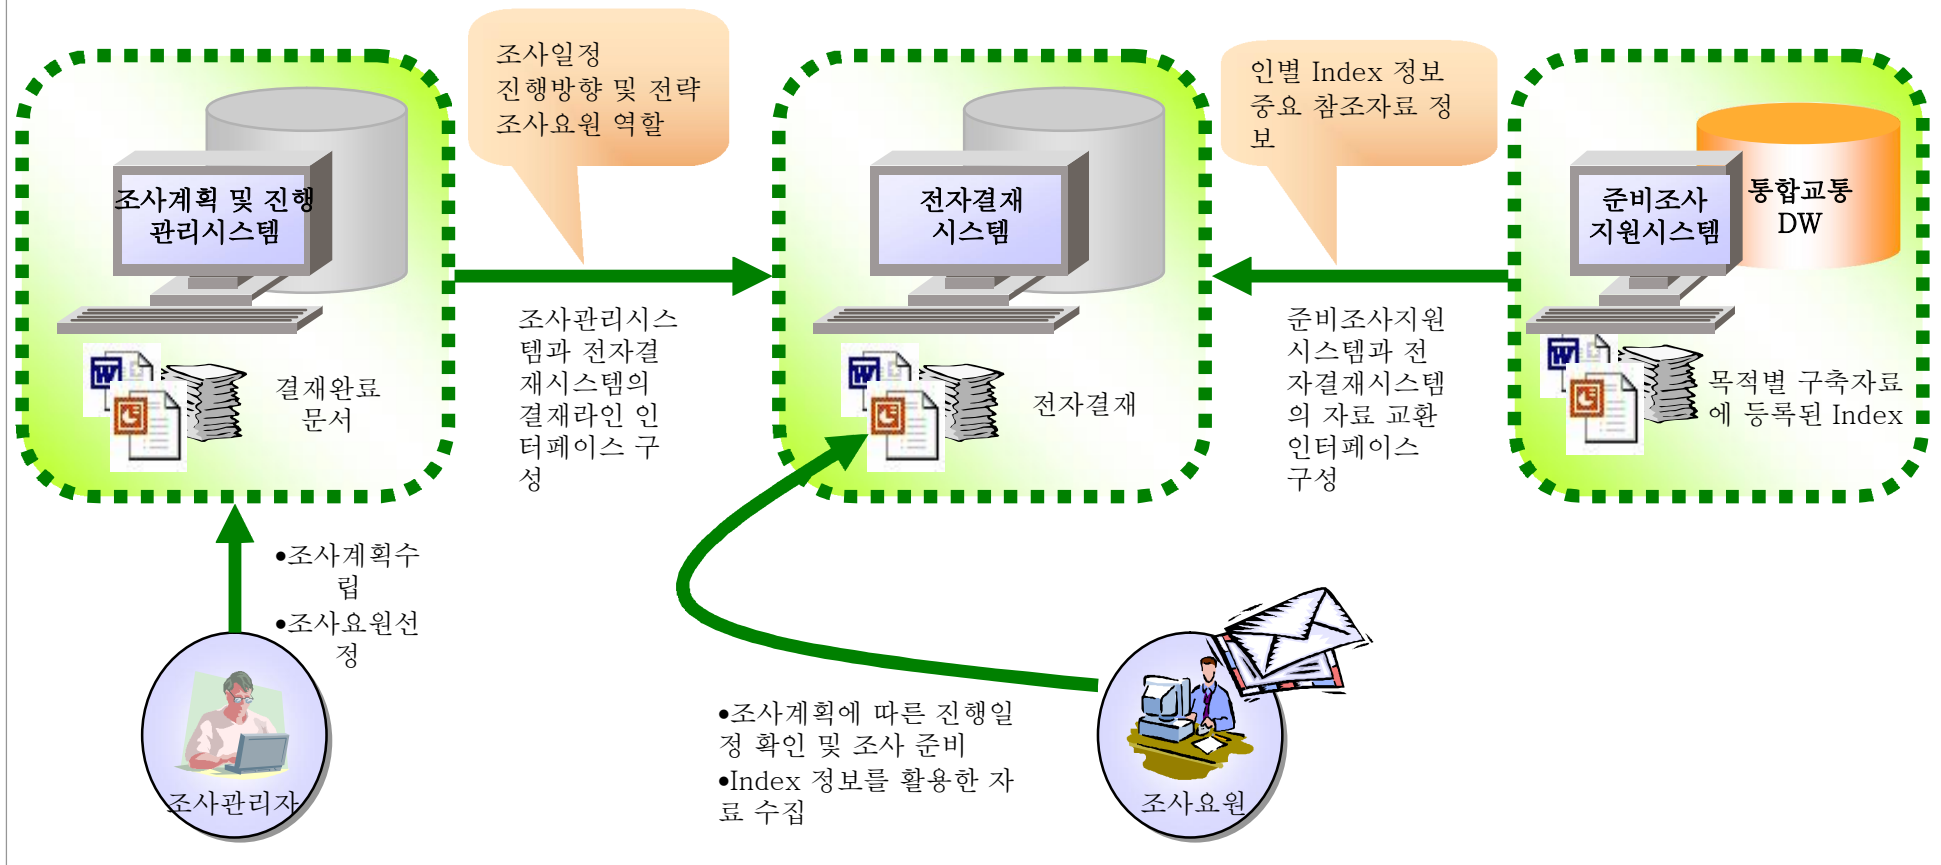 조사일정
진행방향 및 전략
조사요원 역할
인별 Index 정보
중요 참조자료 정
보
조사계획 및 진행
관리시스템
전자결재
시스템
준비조사
지원시스템
통합교통
DW
결재완료
문서
조사관리시스
템과 전자결
재시스템의
결재라인 인
터페이스 구
성
전자결재
준비조사지원
시스템과 전
자결재시스템
의 자료 교환
인터페이스
구성
목적별 구축자료
에 등록된 Index
•조사계획수
립
•조사요원선
정
조사관리자
•조사계획에 따른 진행일
정 확인 및 조사 준비
•Index 정보를 활용한 자
료 수집
조사요원